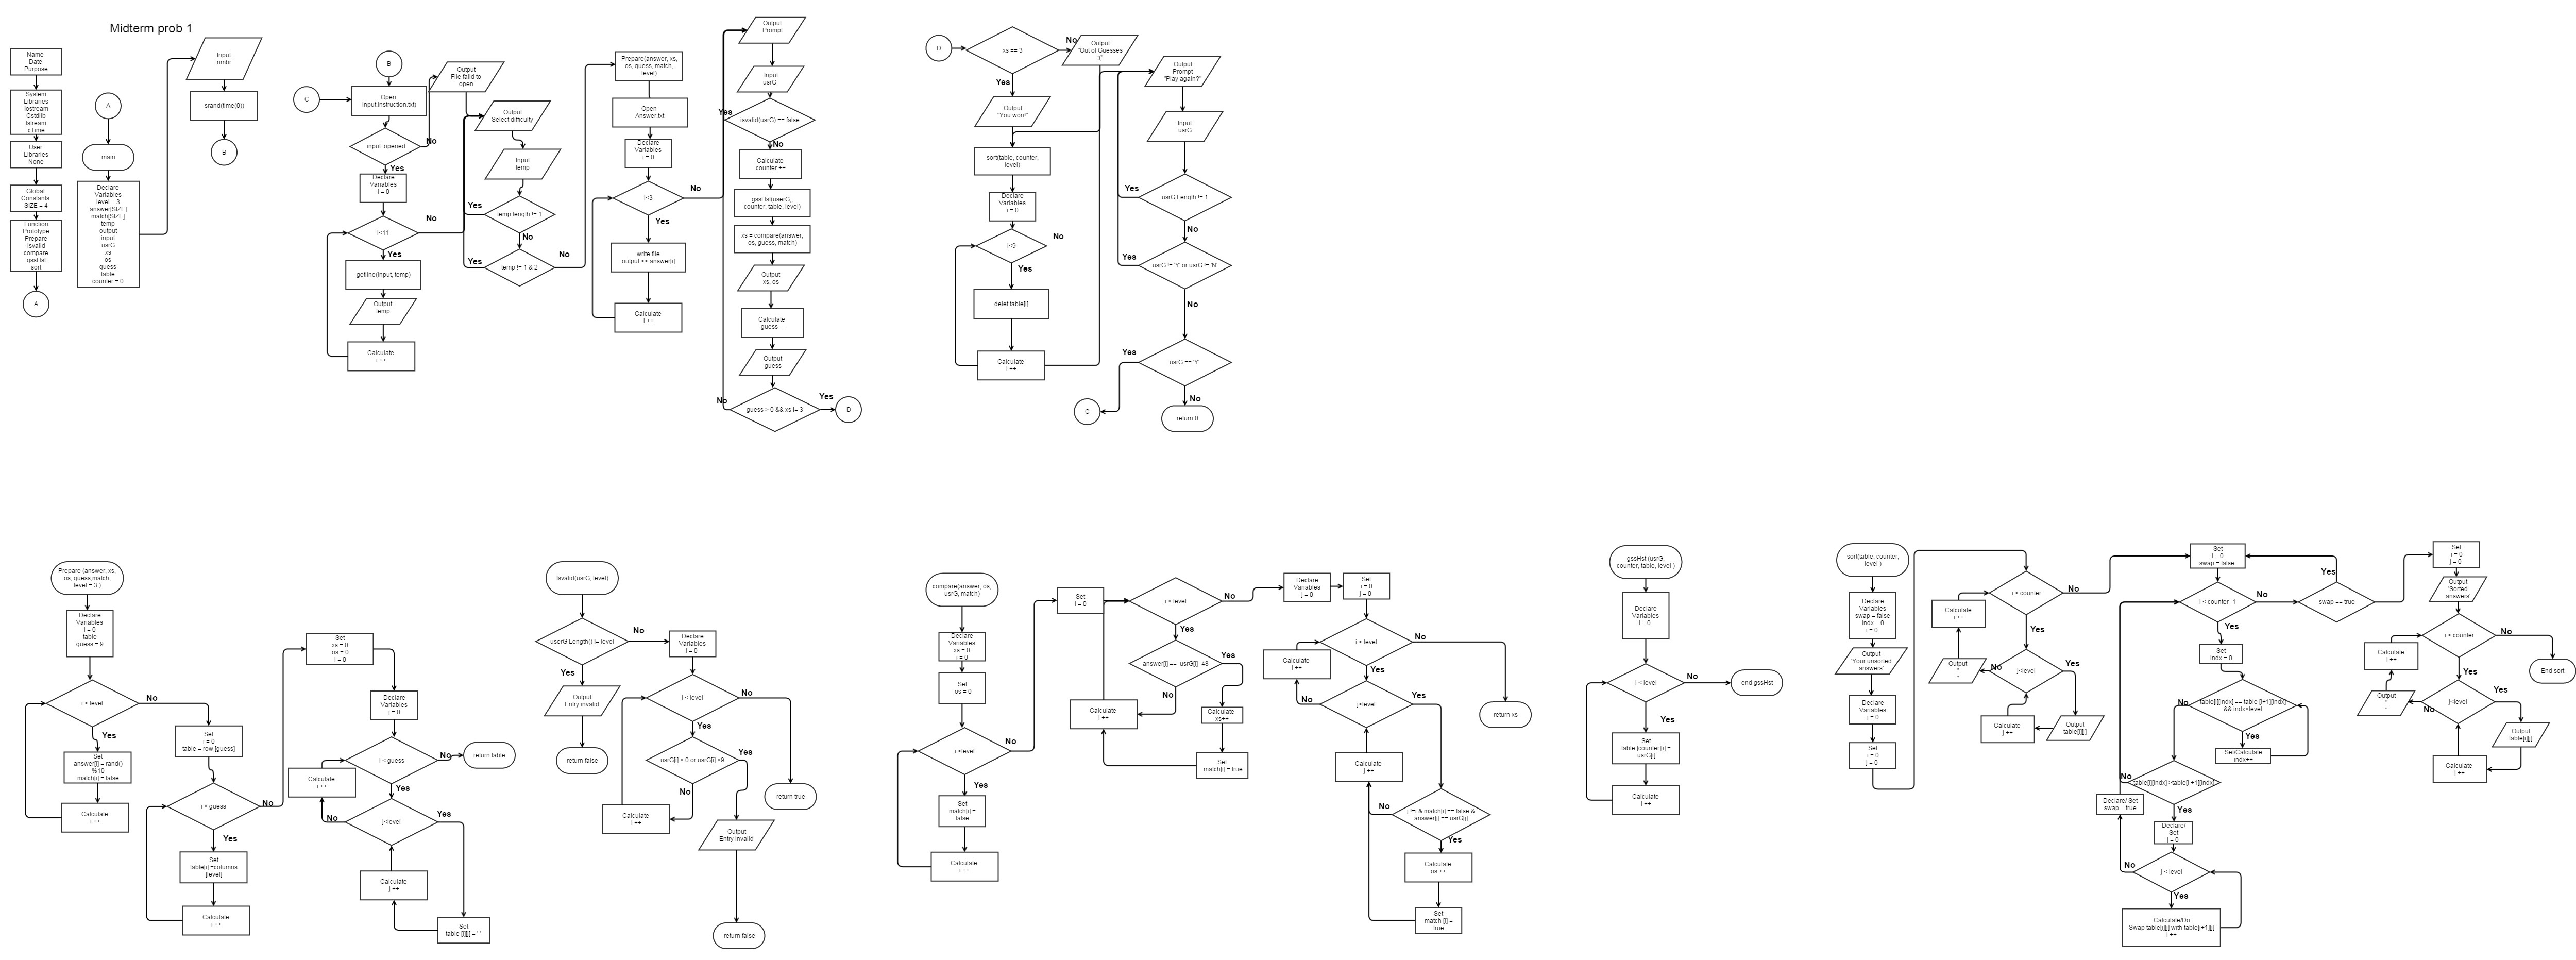 Midterm prob 1
Name
Date
Purpose
System
Libraries
Iostream
Cstdlib
fstream
cTime
User
Libraries
None
Global
Constants
SIZE = 4
Function
Prototype
Prepare
isvalid
compare
gssHst
sort
A
A
main
Declare
Variables
level = 3
answer[SIZE]
match[SIZE]
temp
output
input
usrG
xs
os
guess
table
counter = 0
Input
nmbr
srand(time(0))
B
B
C
Open
input.instruction.txt)
input opened
No
Yes
Output
File faild to
open
Declare
Variables
i = 0
i<11
No
Yes
getline(input, temp)
Output
temp
Calculate
i ++
Output
Select difficulty
Input
temp
temp length != 1
Yes
No
temp != 1 & 2
Yes
No
Prepare(answer, xs,
os, guess, match,
level)
Open
Answer.txt
Declare
Variables
i = 0
i<3
No
Yes
write file
output << answer[i]
Calculate
i ++
Output
Prompt
Input
usrG
Yes
isvalid(usrG) == false
No
Calculate
counter ++
gssHst(userG,,
counter, table, level)
xs = compare(answer,
os, guess, match)
Output
xs, os
Calculate
guess --
Output
guess
No
guess > 0 && xs != 3
Yes
D
D
xs == 3
No
Output
"Out of Guesses
:("
Yes
Output
"You won!"
sort(table, counter,
level)
Declare
Variables
i = 0
i<9
No
Yes
delet table[i]
Calculate
i ++
Output
Prompt
"Play again?"
Input
usrG
Yes
usrG Length != 1
No
Yes
usrG != 'Y' or usrG != 'N'
No
Yes
usrG == 'Y'
C
No
return 0
Prepare (answer, xs,
os, guess,match,
level = 3 )
Declare
Variables
i = 0
table
guess = 9
i < level
No
Yes
Set
answer[i] = rand()
%10
match[i] = false
Calculate
i ++
Set
i = 0
table = row [guess]
i < guess
No
Yes
Set
table[i] =columns
[level]
Calculate
i ++
Set
xs = 0
os = 0
i = 0
Declare
Variables
j = 0
i < guess
No
return table
Calculate
i ++
Yes
No
j<level
Yes
Calculate
j ++
Set
table [i][j] = ' '
Isvalid(usrG, level)
userG Length() != level
No
Yes
Output
Entry invalid
return false
Declare
Variables
i = 0
i < level
No
Yes
usrG[i] < 0 or usrG[i] >9
Yes
No
Calculate
i ++
return true
Output
Entry invalid
return false
compare(answer, os,
usrG, match)
Declare
Variables
xs = 0
i = 0
Set
os = 0
i <level
No
Yes
Set
match[i] =
false
Calculate
i ++
Set
i = 0
i < level
No
Yes
answer[i] == usrG[i] -48
Yes
No
Calculate
i ++
Calculate
xs++
Set
match[i] = true
Declare
Variables
j = 0
Set
i = 0
j = 0
i < level
No
Calculate
i ++
Yes
No
j<level
Yes
return xs
Calculate
j ++
No
j !=i & match[i] == false &
answer[j] == usrG[j]
Yes
Calculate
os ++
Set
match [i] =
true
gssHst (usrG,
counter, table, level )
Declare
Variables
i = 0
i < level
No
end gssHst
Yes
Set
table [counter][i] =
usrG[i]
Calculate
i ++
sort(table, counter,
level )
Declare
Variables
swap = false
indx = 0
i = 0
Output
'Your unsorted
answers'
Declare
Variables
j = 0
Set
i = 0
j = 0
i < counter
No
Calculate
i ++
Yes
Output
"
"
No
j<level
Yes
Calculate
j ++
Output
table[i][j]
Set
i = 0
swap = false
i < counter -1
No
Yes
swap == true
Yes
Set
indx = 0
table[i][indx] == table [i+1][indx]
&& indx<level
No
Yes
Set/Calculate
indx++
No
table[i][indx] >table[i +1][indx]
Yes
Declare/ Set
swap = true
Declare/
Set
j = 0
No
j < level
Yes
Calculate/Do
Swap table[i][j] with table[i+1][j]
i ++
Set
i = 0
j = 0
Output
'Sorted
answers'
i < counter
No
Calculate
i ++
Yes
End sort
Output
"
"
No
j<level
Yes
Calculate
j ++
Output
table[i][j]